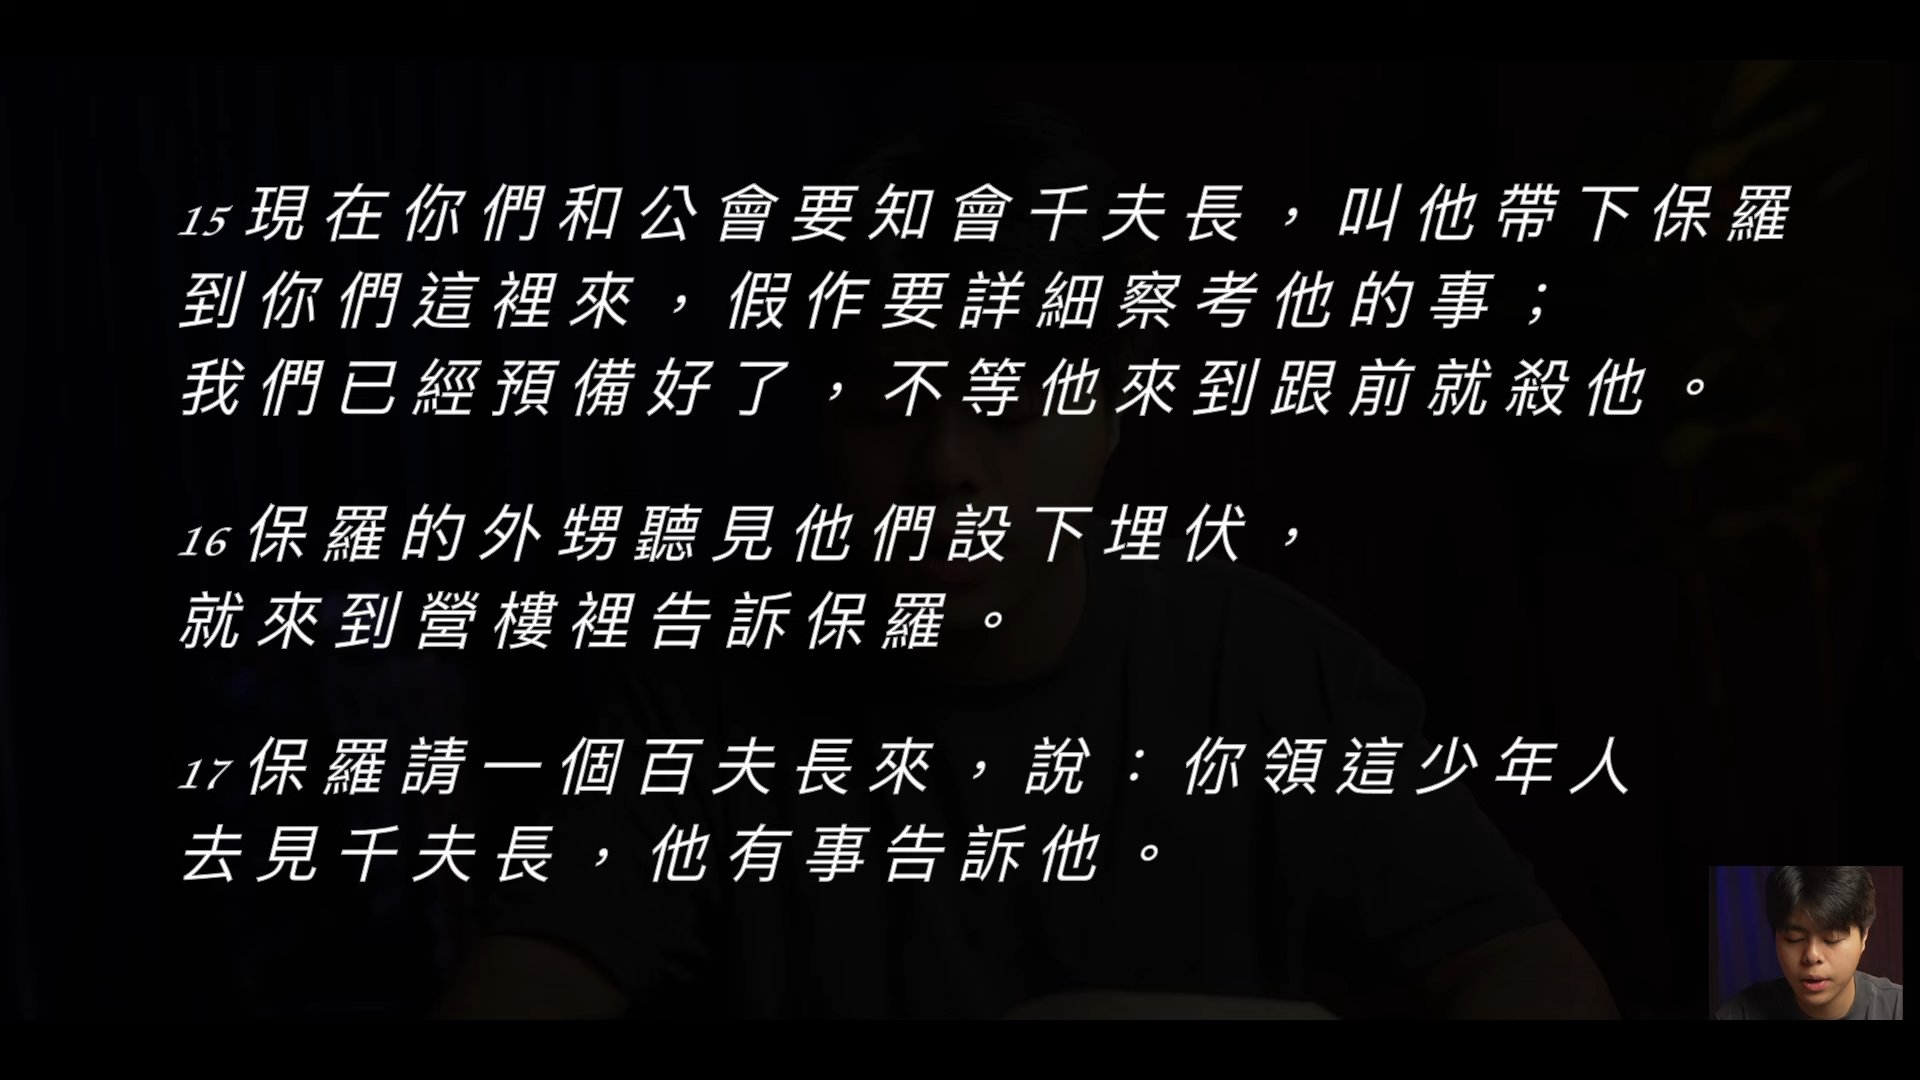 15 現在你們和公會要知會千夫長，叫他帶下保羅
到你們這裡來，假作要詳細察考他的事；
我們已經預備好了，不等他來到跟前就殺他。
16 保羅的外甥聽見他們設下埋伏，
就來到營樓裡告訴保羅。
17 保羅請一個百夫長來，說：你領這少年人
去見千夫長，他有事告訴他。